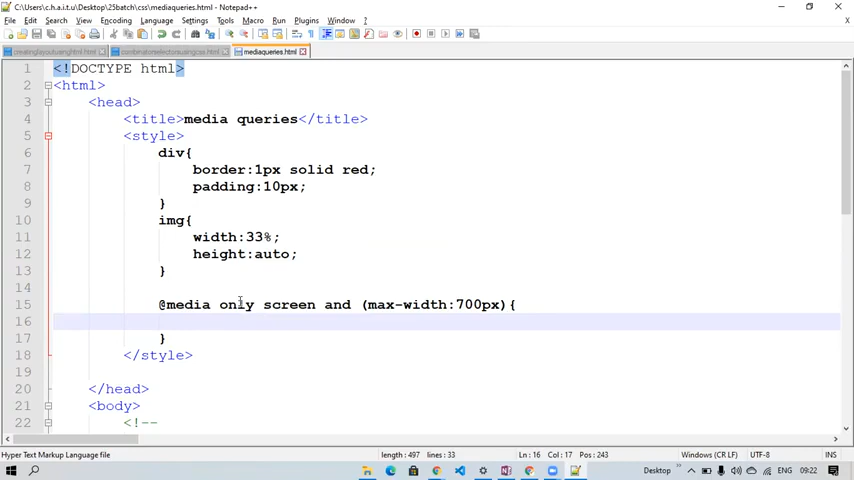 C:\Users\c.h.a.i.t.u\Desktop\25batch\css\mediaqueries.html - Notepad++
File Edit Search View Encoding Language Settings Tools Macro Run Plugins Window ?
creatinglayoutusinghtml.html combinatorselectorsusingcss.html mediaqueries.html
1 <!DOCTYPE html>
2 <html>
3 <head>
4 <title>media queries</title>
5 <style>
6 div{
7 border:1px solid red;
8 padding:10px;
9 }
10 img{
11 width:33%;
12 height:auto;
13 }
14
15 @media only screen and (max-width:700px){
16
17 }
18 </style>
19
20 </head>
21 <body>
22 <!--
Hyper Text Markup Language file length : 497 lines : 33 Ln : 16 Col : 17 Pos : 243 Windows (CR LF) UTF-8 INS
Desktop ENG 09:22